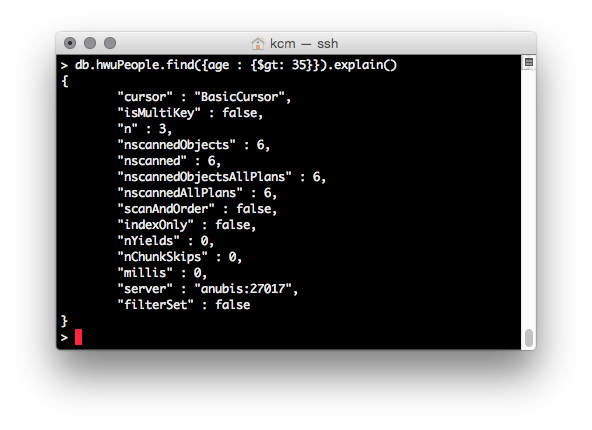 kcm — ssh
> db.hwuPeople.find({age : {$gt: 35}}).explain()
{
"cursor" : "BasicCursor",
"isMultiKey" : false,
"n" : 3,
"nscannedObjects" : 6,
"nscanned" : 6,
"nscannedObjectsAllPlans" : 6,
"nscannedAllPlans" : 6,
"scanAndOrder" : false,
"indexOnly" : false,
"nYields" : 0,
"nChunkSkips" : 0,
"millis" : 0,
"server" : "anubis:27017",
"filterSet" : false
}
>